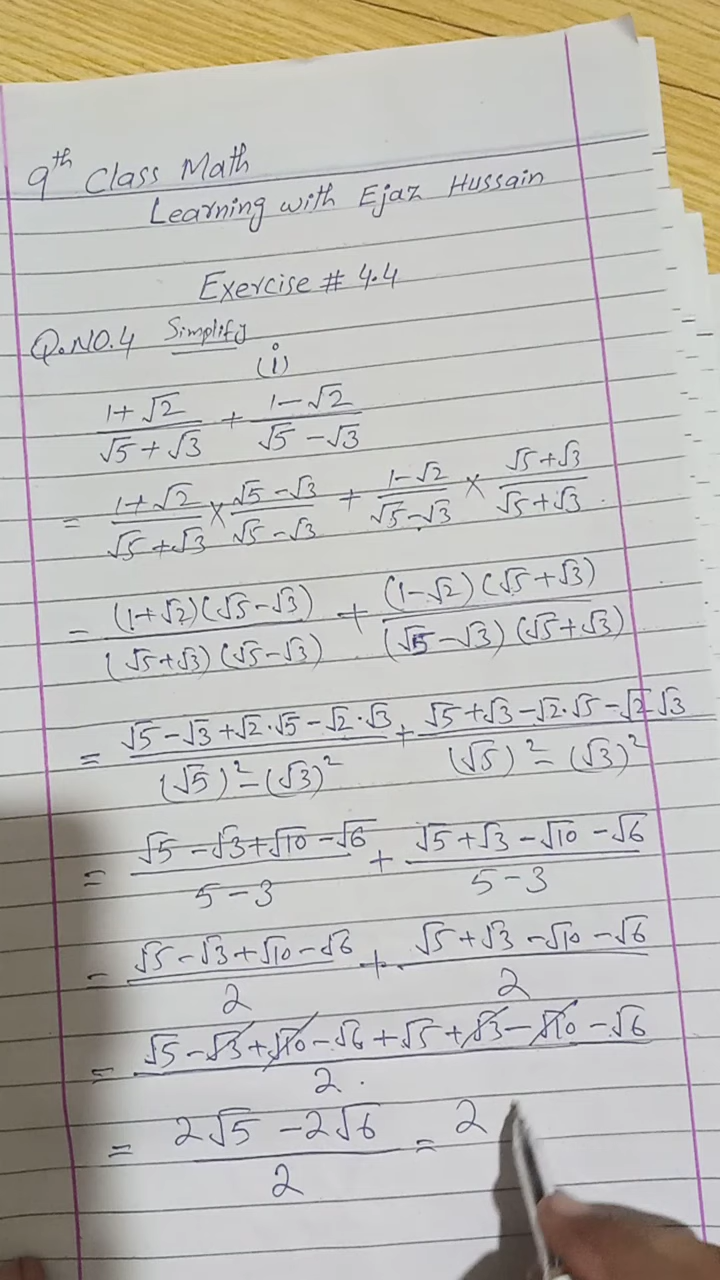 9th Class Math
Learning with Ejaz Hussain
Exercise # 4.4
Q.NO.4 Simplify
(i)
(1+√2)/(√5+√3) + (1-√2)/(√5-√3)
= (1+√2)/(√5+√3) × (√5-√3)/(√5-√3) + (1-√2)/(√5-√3) × (√5+√3)/(√5+√3)
= ((1+√2)(√5-√3))/((√5+√3)(√5-√3)) + ((1-√2)(√5+√3))/((√5-√3)(√5+√3))
= (√5-√3+√2·√5-√2·√3)/((√5)²-(√3)²) + (√5+√3-√2·√5-√2·√3)/((√5)²-(√3)²)
= (√5-√3+√10-√6)/(5-3) + (√5+√3-√10-√6)/(5-3)
= (√5-√3+√10-√6)/2 + (√5+√3-√10-√6)/2
= (√5-√3+√10-√6+√5+√3-√10-√6)/2
= (2√5-2√6)/2 = 2